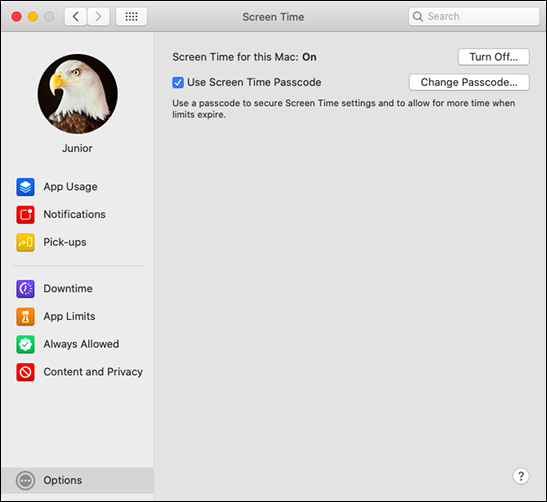 Screen Time
Search
Screen Time for this Mac: On
Turn Off...
Use Screen Time Passcode
Change Passcode...
Use a passcode to secure Screen Time settings and to allow for more time when
limits expire.
Junior
App Usage
Notifications
Pick-ups
Downtime
App Limits
Always Allowed
Content and Privacy
Options
?